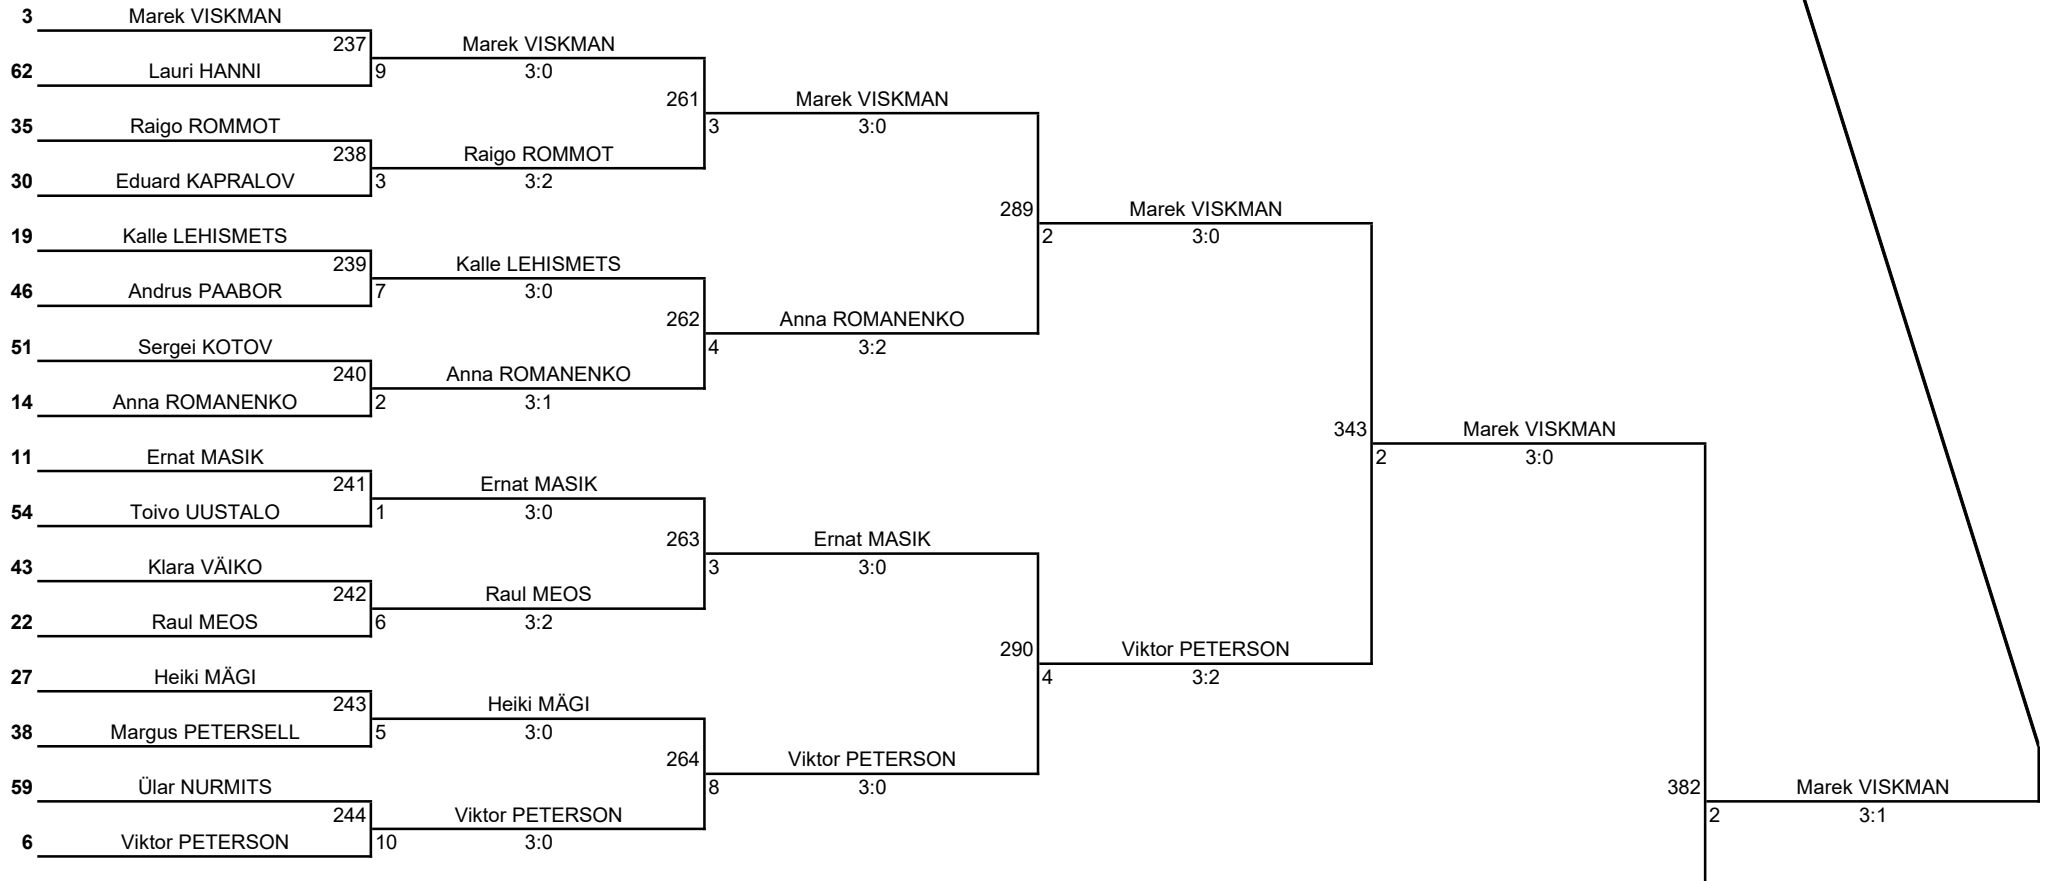 3 Marek VISKMAN
237 Marek VISKMAN
62 Lauri HANNI 9 3:0
261 Marek VISKMAN
35 Raigo ROMMOT 3 3:0
238 Raigo ROMMOT
30 Eduard KAPRALOV 3 3:2
289 Marek VISKMAN
19 Kalle LEHISMETS 2 3:0
239 Kalle LEHISMETS
46 Andrus PAABOR 7 3:0
262 Anna ROMANENKO
51 Sergei KOTOV 4 3:2
240 Anna ROMANENKO
14 Anna ROMANENKO 2 3:1
343 Marek VISKMAN
11 Ernat MASIK 2 3:0
241 Ernat MASIK
54 Toivo UUSTALO 1 3:0
263 Ernat MASIK
43 Klara VÄIKO 3 3:0
242 Raul MEOS
22 Raul MEOS 6 3:2
290 Viktor PETERSON
27 Heiki MÄGI 4 3:2
243 Heiki MÄGI
38 Margus PETERSELL 5 3:0
264 Viktor PETERSON
59 Ülar NURMITS 8 3:0 382 Marek VISKMAN
244 Viktor PETERSON 2 3:1
6 Viktor PETERSON 10 3:0